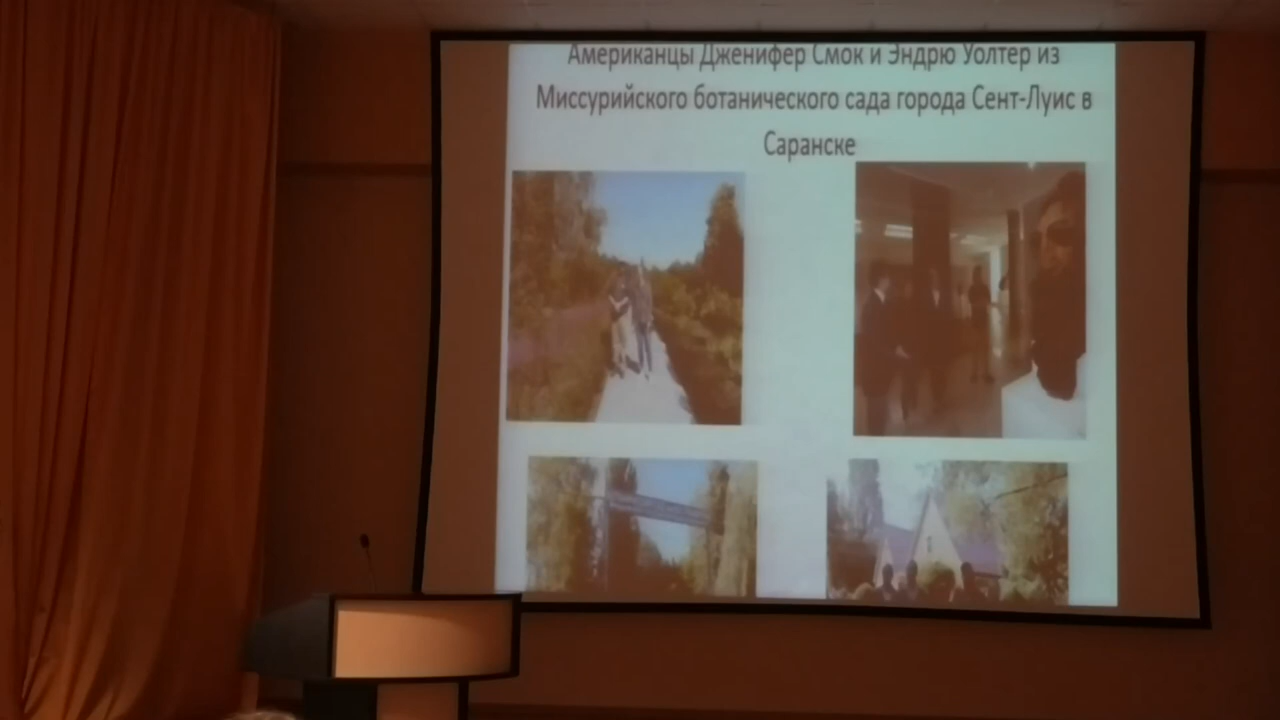 Американцы Дженифер Смок и Эндрю Уолтер из
Миссурийского ботанического сада города Сент-Луис в
Саранске